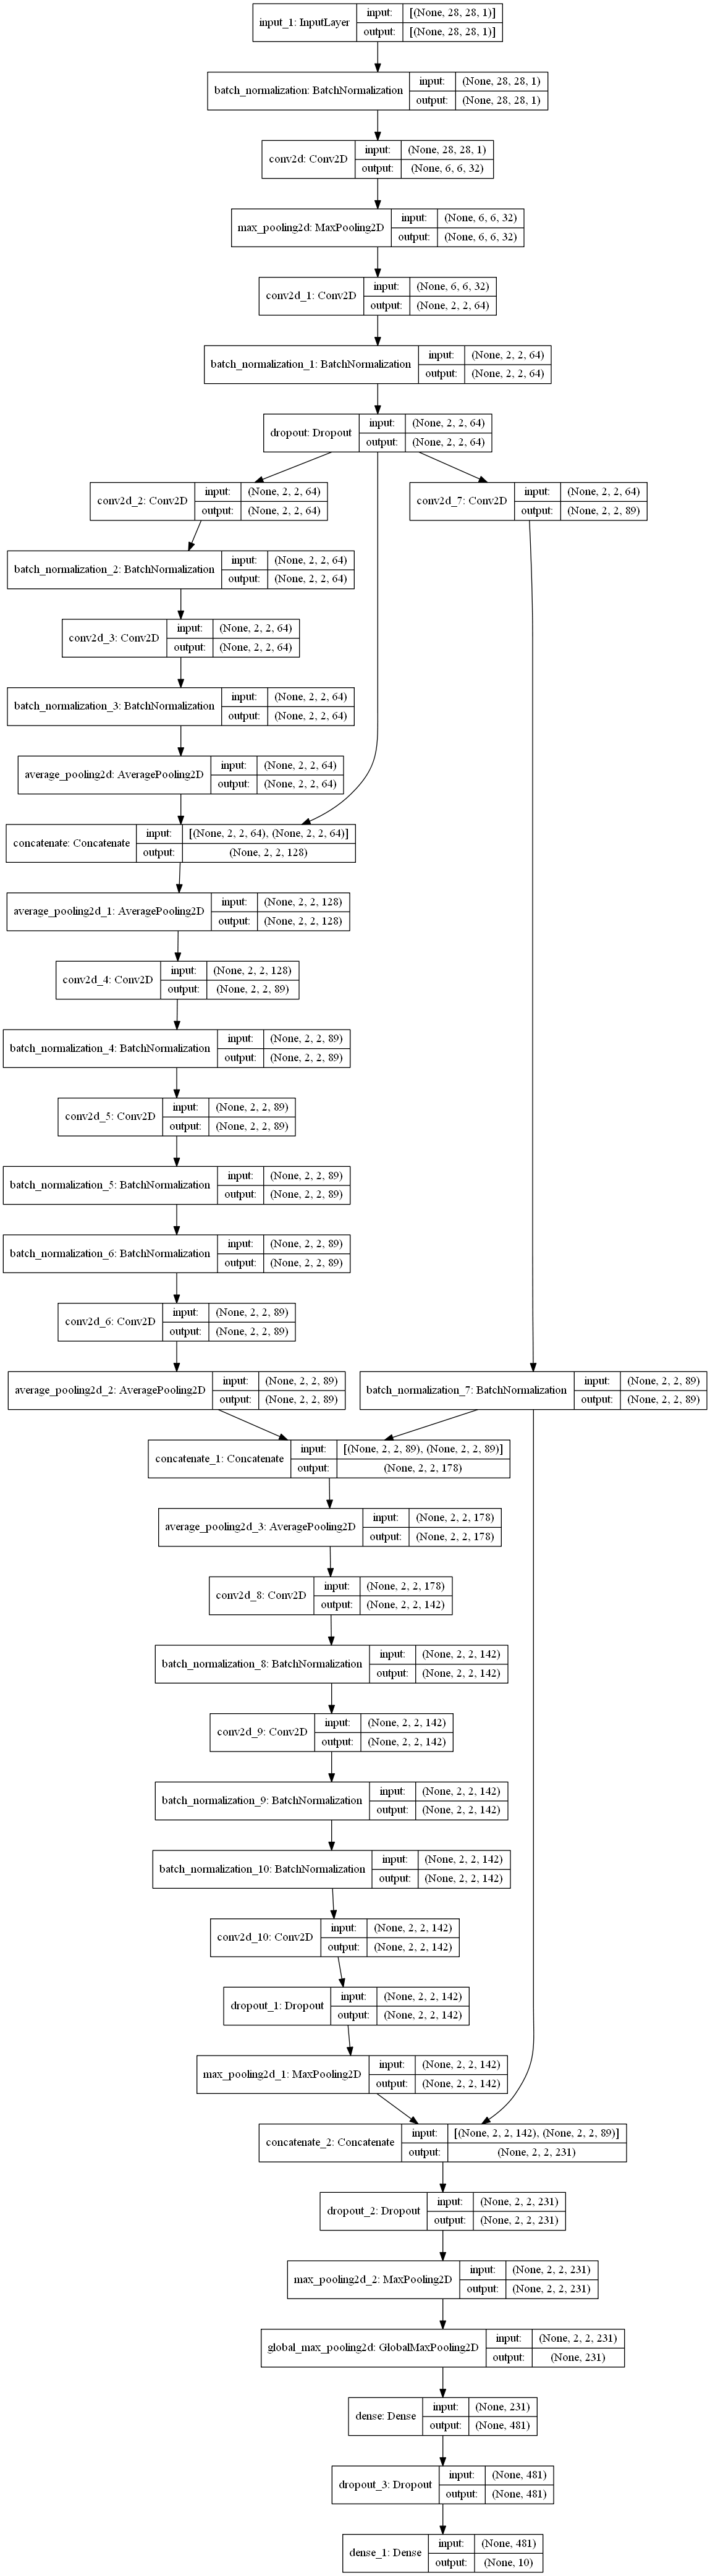 input_1: InputLayer
input: [(None, 28, 28, 1)]
output: [(None, 28, 28, 1)]
batch_normalization: BatchNormalization
input: (None, 28, 28, 1)
output: (None, 28, 28, 1)
conv2d: Conv2D
input: (None, 28, 28, 1)
output: (None, 6, 6, 32)
max_pooling2d: MaxPooling2D
input: (None, 6, 6, 32)
output: (None, 6, 6, 32)
conv2d_1: Conv2D
input: (None, 6, 6, 32)
output: (None, 2, 2, 64)
batch_normalization_1: BatchNormalization
input: (None, 2, 2, 64)
output: (None, 2, 2, 64)
dropout: Dropout
input: (None, 2, 2, 64)
output: (None, 2, 2, 64)
conv2d_2: Conv2D
input: (None, 2, 2, 64)
output: (None, 2, 2, 64)
conv2d_7: Conv2D
input: (None, 2, 2, 64)
output: (None, 2, 2, 89)
batch_normalization_2: BatchNormalization
input: (None, 2, 2, 64)
output: (None, 2, 2, 64)
conv2d_3: Conv2D
input: (None, 2, 2, 64)
output: (None, 2, 2, 64)
batch_normalization_3: BatchNormalization
input: (None, 2, 2, 64)
output: (None, 2, 2, 64)
average_pooling2d: AveragePooling2D
input: (None, 2, 2, 64)
output: (None, 2, 2, 64)
concatenate: Concatenate
input: [(None, 2, 2, 64), (None, 2, 2, 64)]
output: (None, 2, 2, 128)
average_pooling2d_1: AveragePooling2D
input: (None, 2, 2, 128)
output: (None, 2, 2, 128)
conv2d_4: Conv2D
input: (None, 2, 2, 128)
output: (None, 2, 2, 89)
batch_normalization_4: BatchNormalization
input: (None, 2, 2, 89)
output: (None, 2, 2, 89)
conv2d_5: Conv2D
input: (None, 2, 2, 89)
output: (None, 2, 2, 89)
batch_normalization_5: BatchNormalization
input: (None, 2, 2, 89)
output: (None, 2, 2, 89)
batch_normalization_6: BatchNormalization
input: (None, 2, 2, 89)
output: (None, 2, 2, 89)
conv2d_6: Conv2D
input: (None, 2, 2, 89)
output: (None, 2, 2, 89)
average_pooling2d_2: AveragePooling2D
input: (None, 2, 2, 89)
output: (None, 2, 2, 89)
batch_normalization_7: BatchNormalization
input: (None, 2, 2, 89)
output: (None, 2, 2, 89)
concatenate_1: Concatenate
input: [(None, 2, 2, 89), (None, 2, 2, 89)]
output: (None, 2, 2, 178)
average_pooling2d_3: AveragePooling2D
input: (None, 2, 2, 178)
output: (None, 2, 2, 178)
conv2d_8: Conv2D
input: (None, 2, 2, 178)
output: (None, 2, 2, 142)
batch_normalization_8: BatchNormalization
input: (None, 2, 2, 142)
output: (None, 2, 2, 142)
conv2d_9: Conv2D
input: (None, 2, 2, 142)
output: (None, 2, 2, 142)
batch_normalization_9: BatchNormalization
input: (None, 2, 2, 142)
output: (None, 2, 2, 142)
batch_normalization_10: BatchNormalization
input: (None, 2, 2, 142)
output: (None, 2, 2, 142)
conv2d_10: Conv2D
input: (None, 2, 2, 142)
output: (None, 2, 2, 142)
dropout_1: Dropout
input: (None, 2, 2, 142)
output: (None, 2, 2, 142)
max_pooling2d_1: MaxPooling2D
input: (None, 2, 2, 142)
output: (None, 2, 2, 142)
concatenate_2: Concatenate
input: [(None, 2, 2, 142), (None, 2, 2, 89)]
output: (None, 2, 2, 231)
dropout_2: Dropout
input: (None, 2, 2, 231)
output: (None, 2, 2, 231)
max_pooling2d_2: MaxPooling2D
input: (None, 2, 2, 231)
output: (None, 2, 2, 231)
global_max_pooling2d: GlobalMaxPooling2D
input: (None, 2, 2, 231)
output: (None, 231)
dense: Dense
input: (None, 231)
output: (None, 481)
dropout_3: Dropout
input: (None, 481)
output: (None, 481)
dense_1: Dense
input: (None, 481)
output: (None, 10)